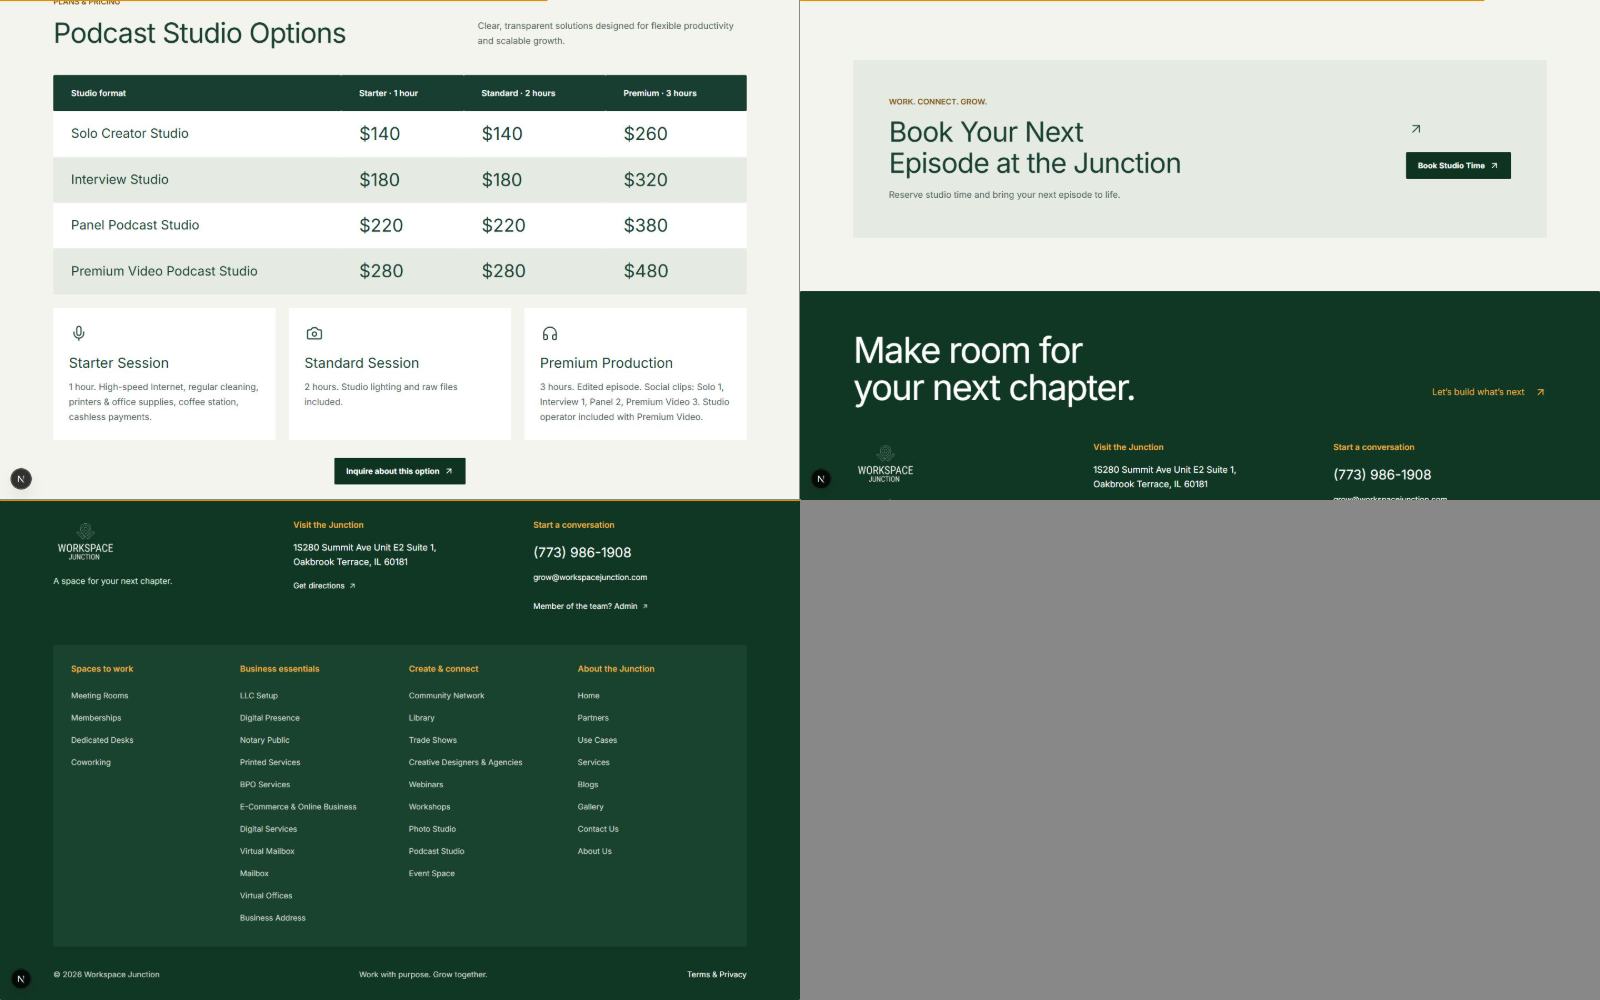 PLANS & PRICING
Podcast Studio Options
Clear, transparent solutions designed for flexible productivity
and scalable growth.
Studio format Starter · 1 hour Standard · 2 hours Premium · 3 hours
Solo Creator Studio $140 $140 $260
Interview Studio $180 $180 $320
Panel Podcast Studio $220 $220 $380
Premium Video Podcast Studio $280 $280 $480
Starter Session
1 hour. High-speed internet, regular cleaning,
printers & office supplies, coffee station,
cashless payments.
Standard Session
2 hours. Studio lighting and raw files
included.
Premium Production
3 hours. Edited episode. Social clips: Solo 1,
Interview 1, Panel 2, Premium Video 3. Studio
operator included with Premium Video.
Inquire about this option
N
WORK. CONNECT. GROW.
Book Your Next
Episode at the Junction
Reserve studio time and bring your next episode to life.
Book Studio Time
Make room for
your next chapter.
Let's build what's next
WORKSPACE
JUNCTION
Visit the Junction
1S280 Summit Ave Unit E2 Suite 1,
Oakbrook Terrace, IL 60181
Start a conversation
(773) 986-1908
grow@workspacejunction.com
N
WORKSPACE
JUNCTION
A space for your next chapter.
Visit the Junction
1S280 Summit Ave Unit E2 Suite 1,
Oakbrook Terrace, IL 60181
Get directions
Start a conversation
(773) 986-1908
grow@workspacejunction.com
Member of the team? Admin
Spaces to work
Meeting Rooms
Memberships
Dedicated Desks
Coworking
Business essentials
LLC Setup
Digital Presence
Notary Public
Printed Services
BPO Services
E-Commerce & Online Business
Digital Services
Virtual Mailbox
Mailbox
Virtual Offices
Business Address
Create & connect
Community Network
Library
Trade Shows
Creative Designers & Agencies
Webinars
Workshops
Photo Studio
Podcast Studio
Event Space
About the Junction
Home
Partners
Use Cases
Services
Blogs
Gallery
Contact Us
About Us
N
© 2026 Workspace Junction
Work with purpose. Grow together.
Terms & Privacy